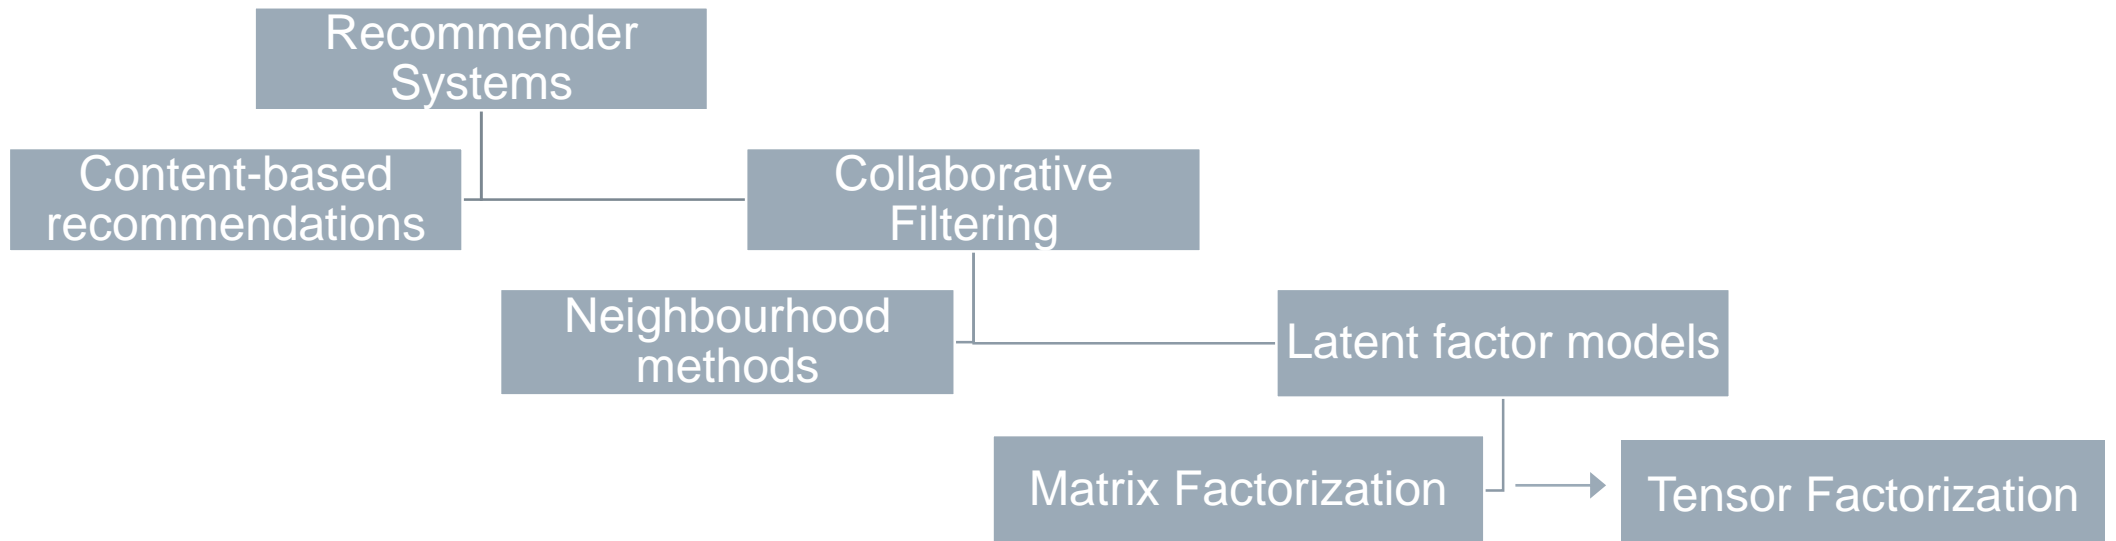 Recommender
Systems
Content-based
recommendations
Collaborative
Filtering
Neighbourhood
methods
Latent factor models
Matrix Factorization
Tensor Factorization